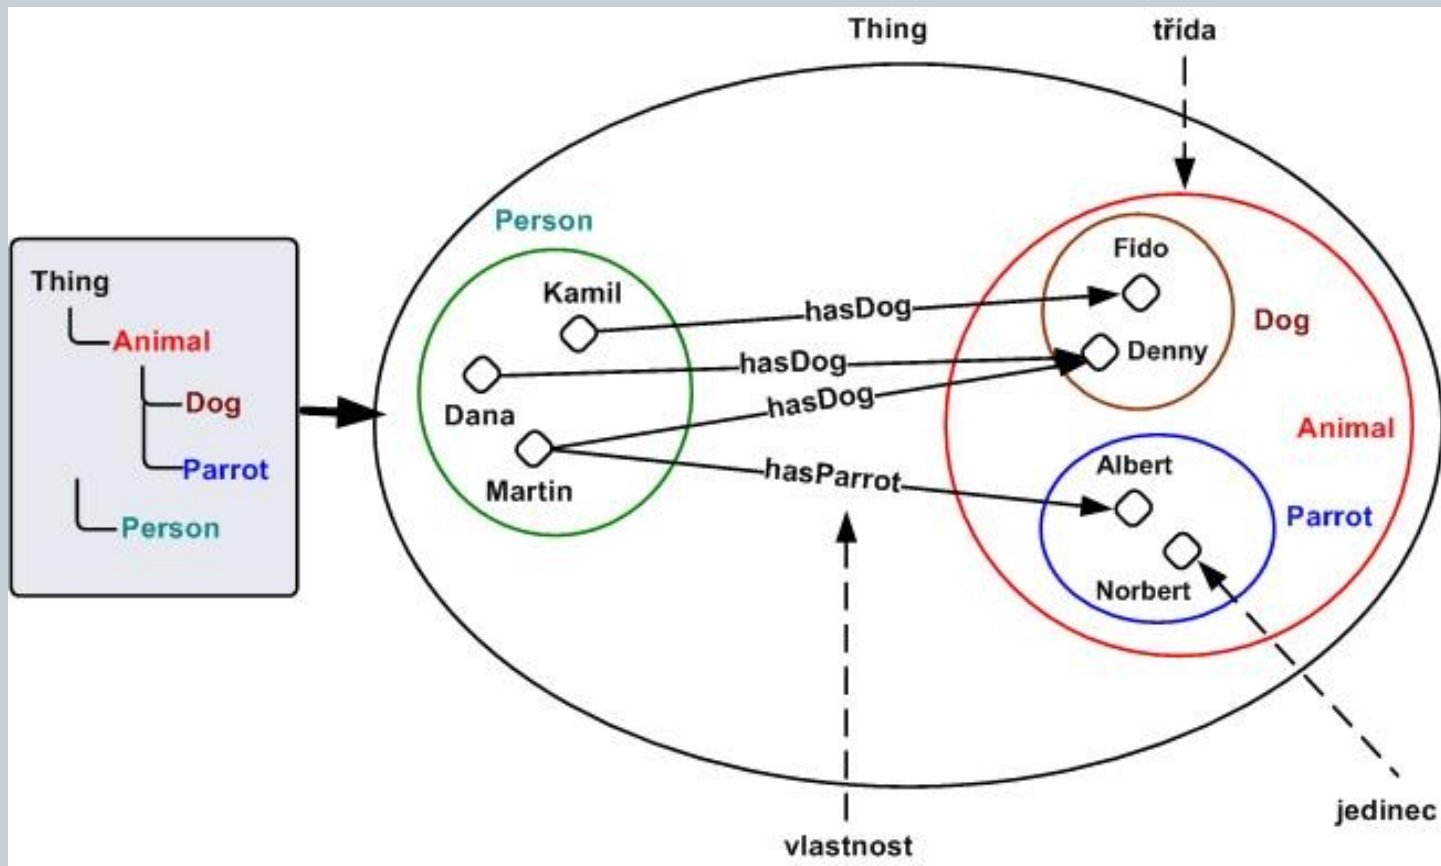 Thing
třída
Person
Fido
Kamil
hasDog
Dog
Denny
hasDog
hasDog
Dana
Animal
Albert
hasParrot
Martin
Parrot
Norbert
Thing
Animal
Dog
Parrot
Person
jedinec
vlastnost